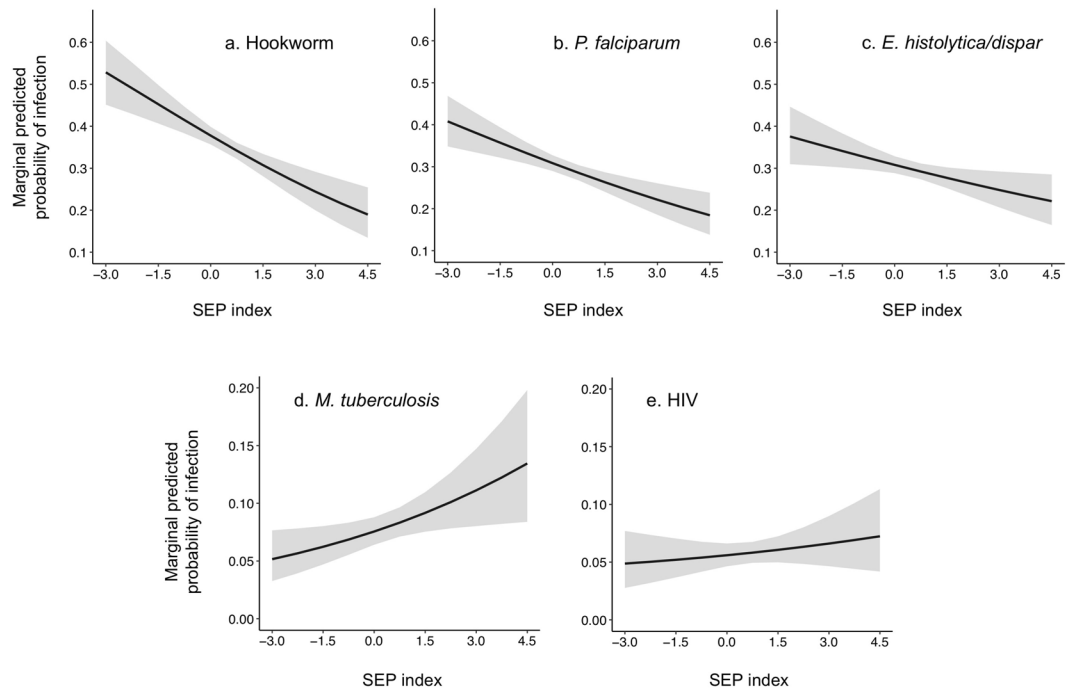 a. Hookworm
b. P. falciparum
c. E. histolytica/dispar
Marginal predicted
probability of infection
0.6
0.5
0.4
0.3
0.2
0.1
−3.0 −1.5 0.0 1.5 3.0 4.5
SEP index
0.6
0.5
0.4
0.3
0.2
0.1
−3.0 −1.5 0.0 1.5 3.0 4.5
SEP index
0.6
0.5
0.4
0.3
0.2
0.1
−3.0 −1.5 0.0 1.5 3.0 4.5
SEP index
d. M. tuberculosis
e. HIV
Marginal predicted
probability of infection
0.20
0.15
0.10
0.05
0.00
−3.0 −1.5 0.0 1.5 3.0 4.5
SEP index
0.20
0.15
0.10
0.05
0.00
−3.0 −1.5 0.0 1.5 3.0 4.5
SEP index